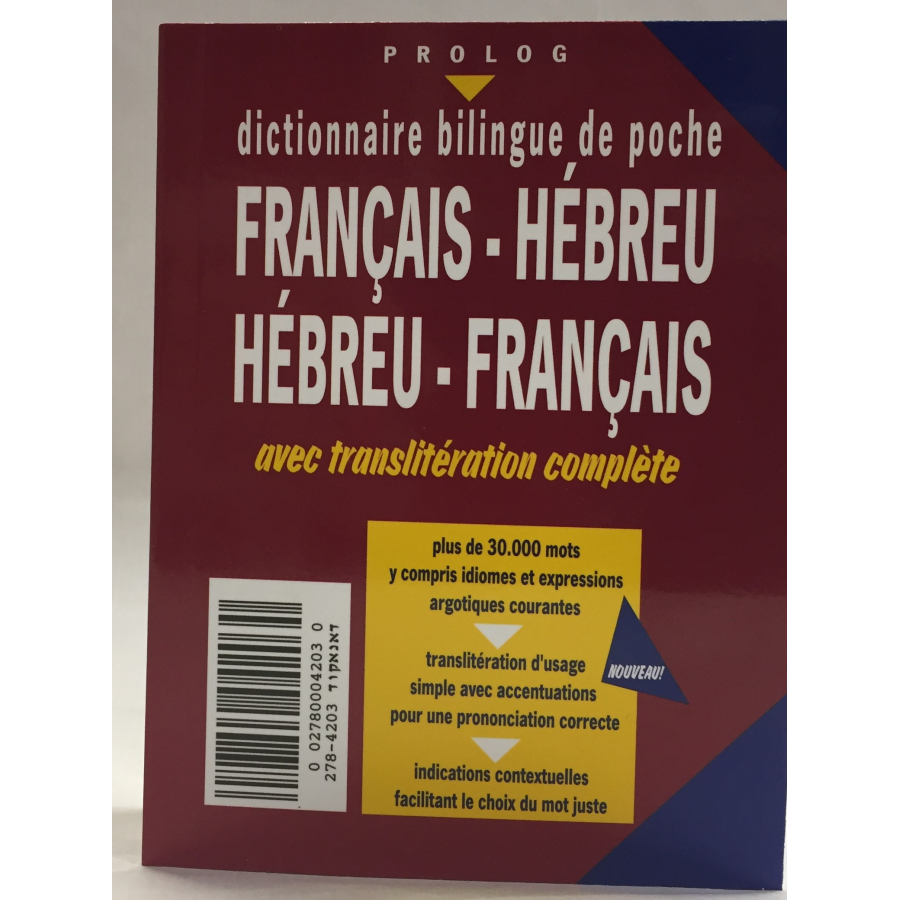 PROLOG
dictionnaire bilingue de poche
FRANÇAIS - HÉBREU
HÉBREU - FRANÇAIS
avec translitération complète
plus de 30.000 mots
y compris idiomes et expressions
argotiques courantes
translitération d'usage
simple avec accentuations
pour une prononciation correcte
NOUVEAU!
indications contextuelles
facilitant le choix du mot juste
0 02780004203 0
278-4203 דאנאקוד